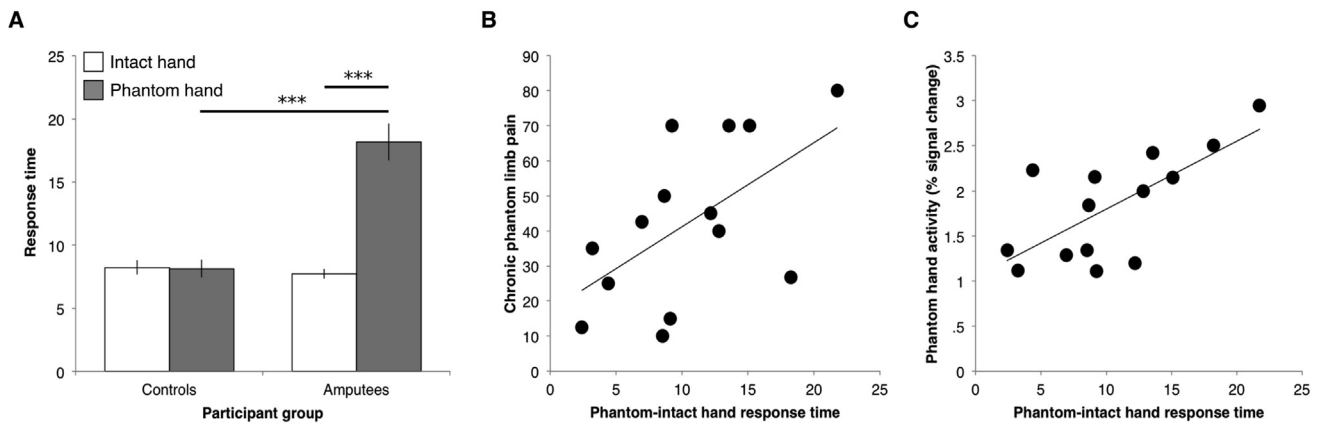 A
Response time
25
20
15
10
5
0
Intact hand
Phantom hand
***
***
Controls
Amputees
Participant group
B
Chronic phantom limb pain
90
80
70
60
50
40
30
20
10
0
0
5
10
15
20
25
Phantom-intact hand response time
C
Phantom hand activity (% signal change)
3.5
3
2.5
2
1.5
1
.5
0
0
5
10
15
20
25
Phantom-intact hand response time